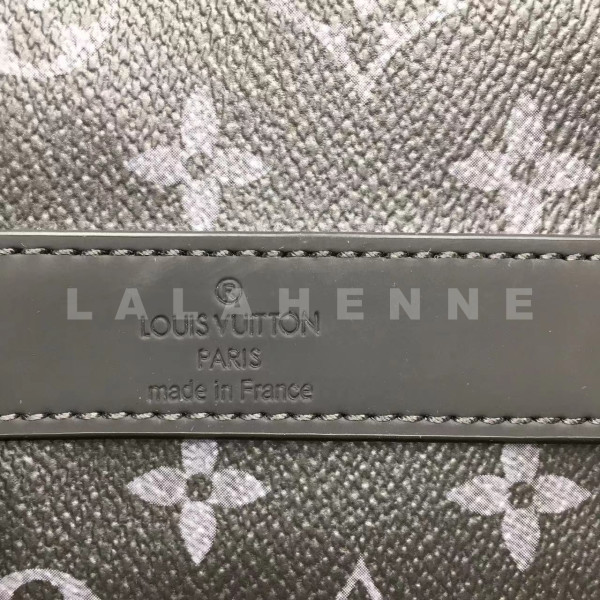 ®
LALAHENNE
LOUIS VUITTON
PARIS
made in France